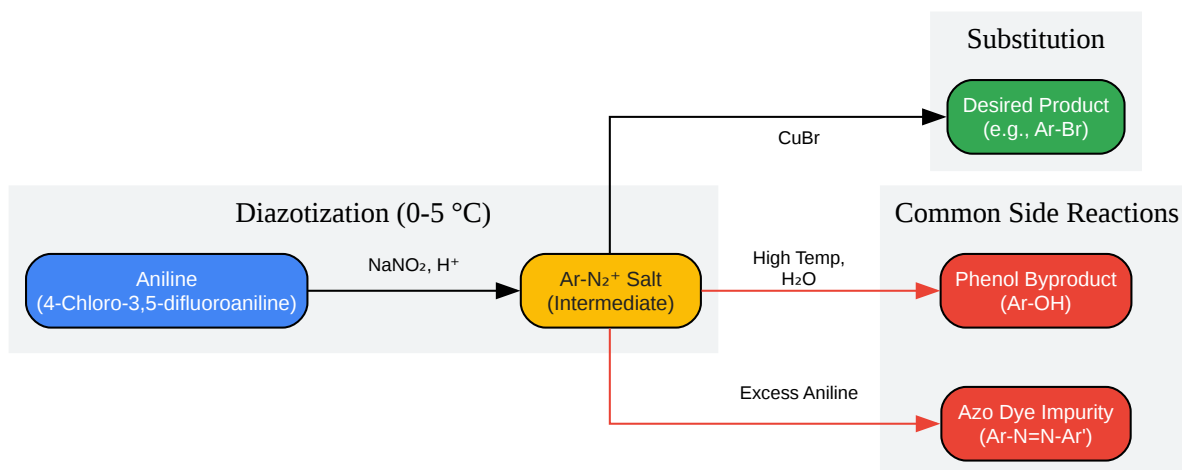 Substitution
Desired Product
(e.g., Ar-Br)
CuBr
Diazotization (0-5 °C)
Aniline
(4-Chloro-3,5-difluoroaniline)
NaNO₂, H⁺
Ar-N₂⁺ Salt
(Intermediate)
Common Side Reactions
High Temp,
H₂O
Phenol Byproduct
(Ar-OH)
Excess Aniline
Azo Dye Impurity
(Ar-N=N-Ar')